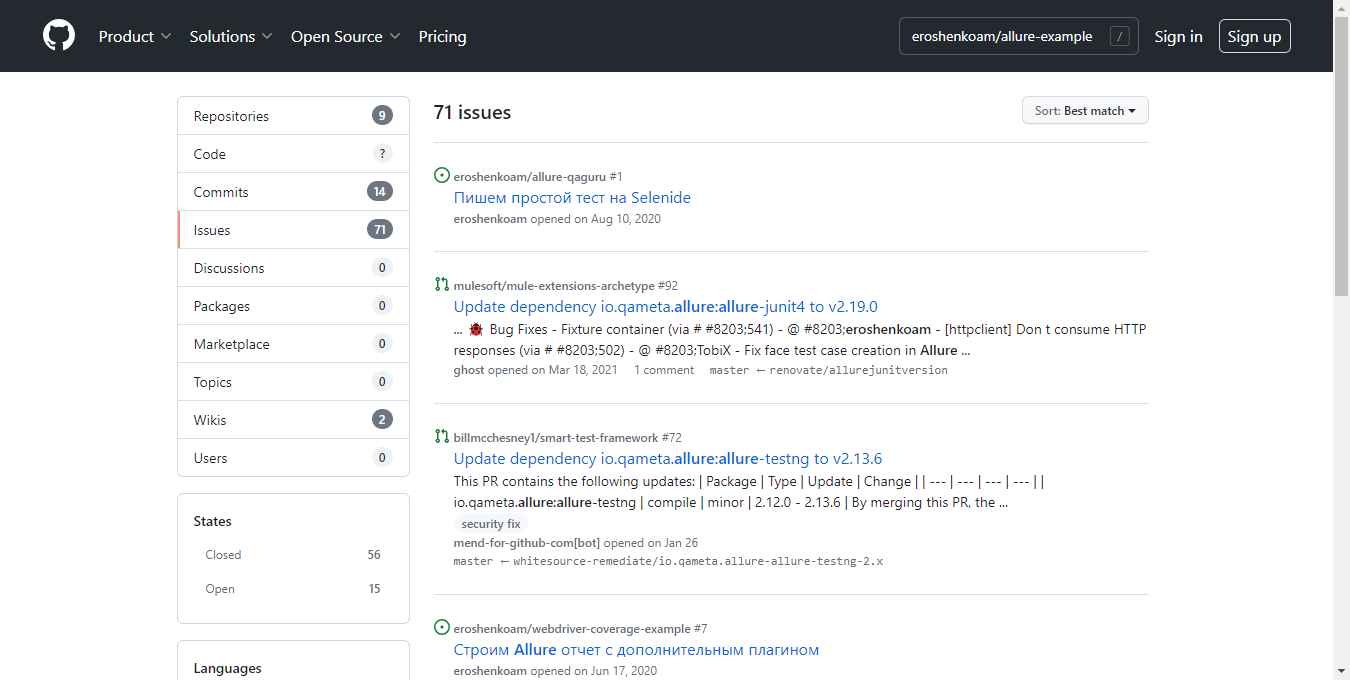 Product Solutions Open Source Pricing eroshenkoam/allure-example / Sign in Sign up
Repositories 9
Code ?
Commits 14
Issues 71
Discussions 0
Packages 0
Marketplace 0
Topics 0
Wikis 2
Users 0
States
Closed 56
Open 15
Languages
71 issues
Sort: Best match
eroshenkoam/allure-qaguru #1
Пишем простой тест на Selenide
eroshenkoam opened on Aug 10, 2020
mulesoft/mule-extensions-archetype #92
Update dependency io.qameta.allure:allure-junit4 to v2.19.0
... 🐞 Bug Fixes - Fixture container (via # #8203;541) - @ #8203;eroshenkoam - [httpclient] Don t consume HTTP
responses (via # #8203;502) - @ #8203;TobiX - Fix face test case creation in Allure ...
ghost opened on Mar 18, 2021 1 comment master ← renovate/allurejunitversion
billmcchesney1/smart-test-framework #72
Update dependency io.qameta.allure:allure-testng to v2.13.6
This PR contains the following updates: | Package | Type | Update | Change | | --- | --- | --- | --- | |
io.qameta.allure:allure-testng | compile | minor | 2.12.0 - 2.13.6 | By merging this PR, the ...
security fix
mend-for-github-com[bot] opened on Jan 26
master ← whitesource-remediate/io.qameta.allure-allure-testng-2.x
eroshenkoam/webdriver-coverage-example #7
Строим Allure отчет с дополнительным плагином
eroshenkoam opened on Jun 17, 2020